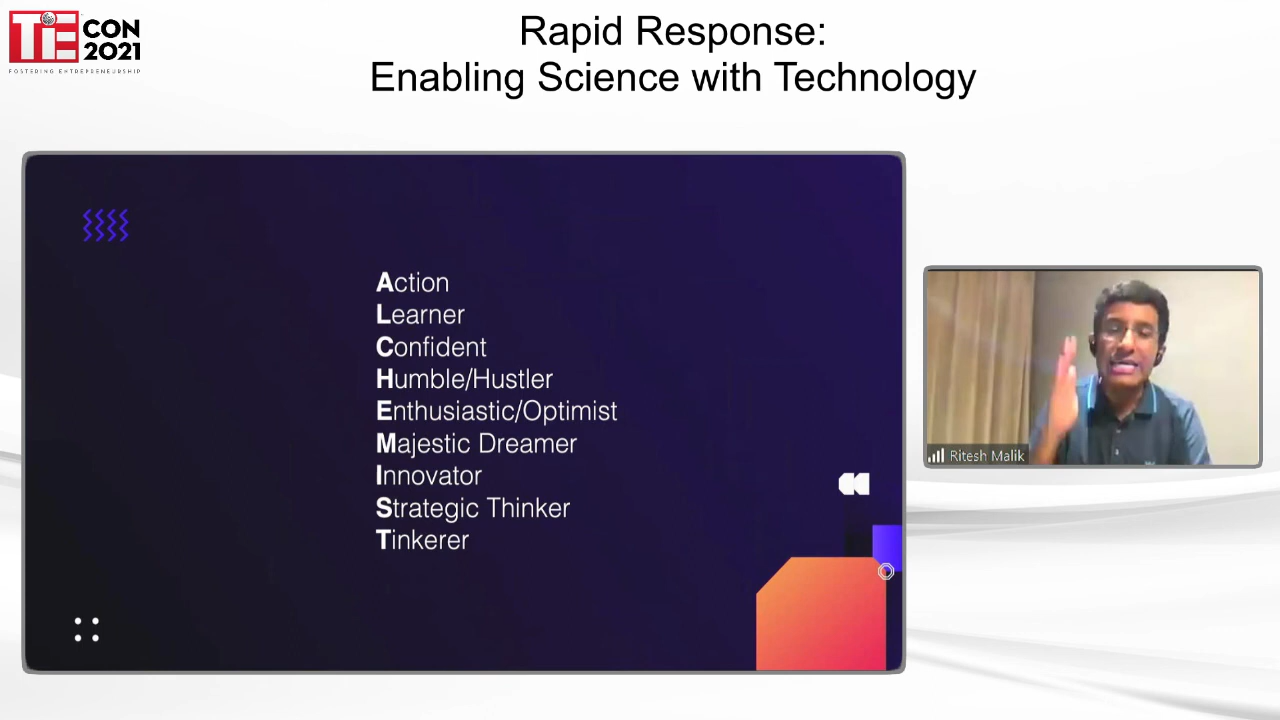 TiE CON 2021
FOSTERING ENTREPRENEURSHIP
Rapid Response:
Enabling Science with Technology
Action
Learner
Confident
Humble/Hustler
Enthusiastic/Optimist
Majestic Dreamer
Innovator
Strategic Thinker
Tinkerer
Ritesh Malik